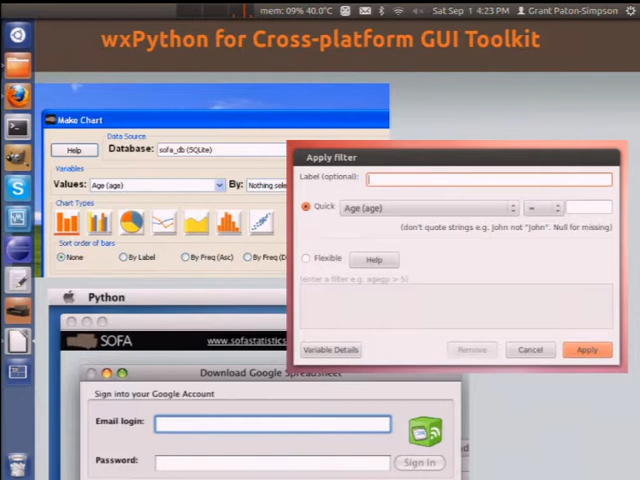 mem: 09% 40.0°C Sat Sep 1 4:23 PM Grant Paton-Simpson
wxPython for Cross-platform GUI Toolkit
Make Chart
Data Source
Help Database: sofa_db (SQLite)
Variables
Values: Age (age) By: Nothing sele
Chart Types
Sort order of bars
None By Label By Freq (Asc) By Freq (D
Apply filter
Label (optional):
Quick Age (age) =
(don't quote strings e.g. John not "John". Null for missing)
Flexible Help
(enter a filter e.g. agegp > 5)
Variable Details Remove Cancel Apply
Python
SOFA www.sofastatistics
Download Google Spreadsheet
Sign into your Google Account
Email login:
Password: Sign In